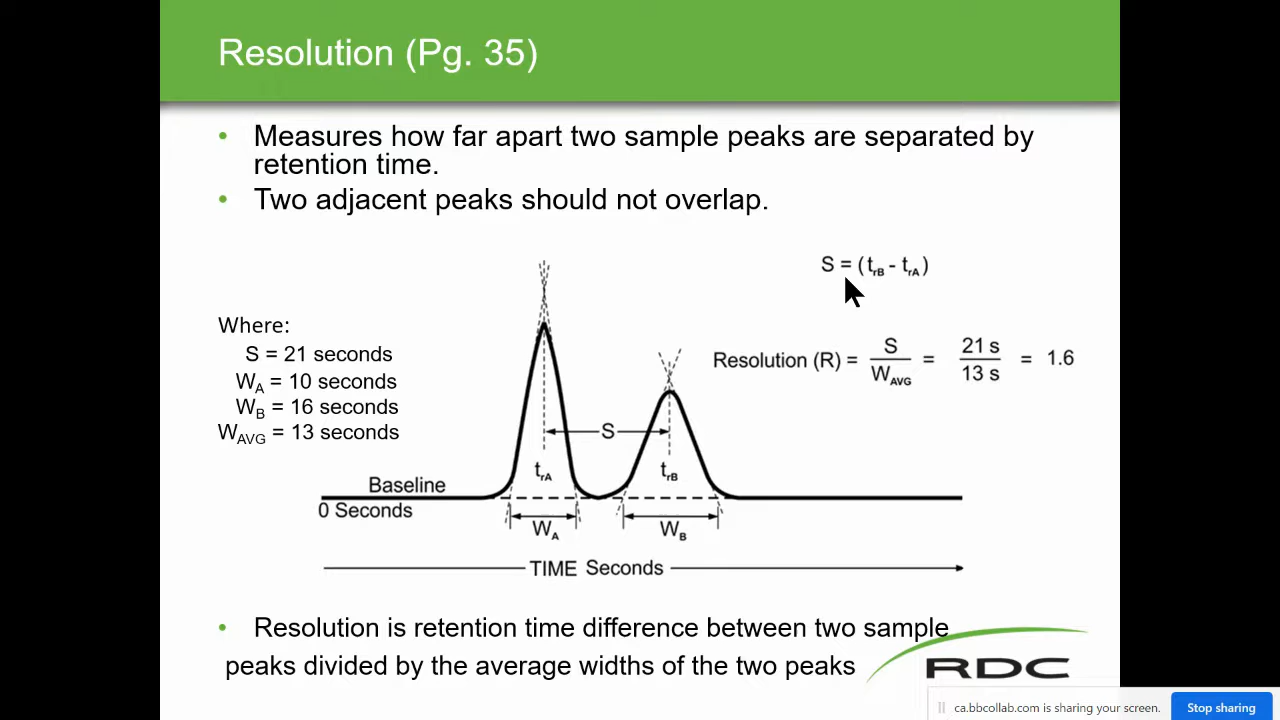 Resolution (Pg. 35)
• Measures how far apart two sample peaks are separated by
retention time.
• Two adjacent peaks should not overlap.
S = (trB - trA)
Where:
S = 21 seconds
WA = 10 seconds
WB = 16 seconds
WAVG = 13 seconds
Resolution (R) = S / WAVG = 21 s / 13 s = 1.6
S
trA
trB
Baseline
0 Seconds
WA
WB
TIME Seconds
• Resolution is retention time difference between two sample
peaks divided by the average widths of the two peaks
RDC
ca.bbcollab.com is sharing your screen.
Stop sharing